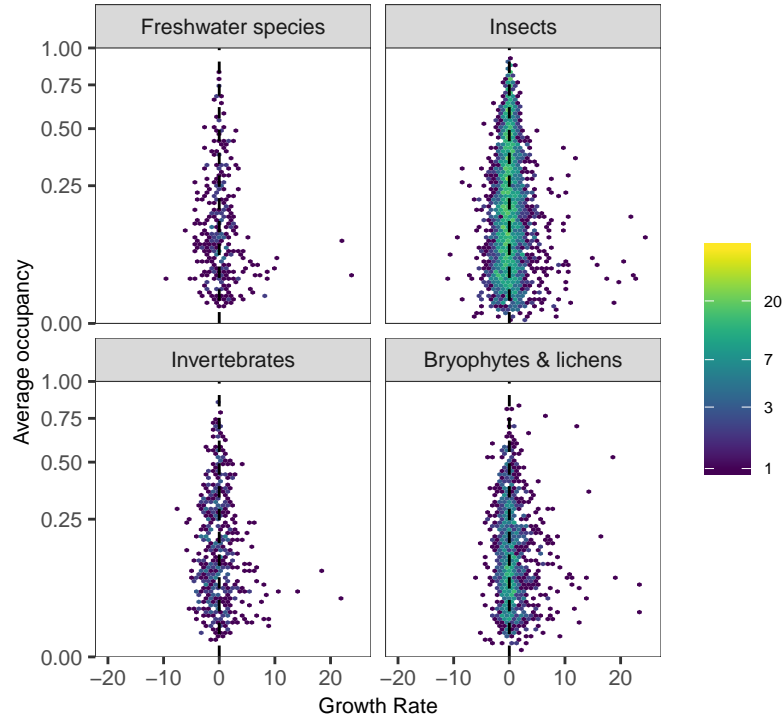 Freshwater species
Insects
1.00
0.75
0.50
0.25
0.00
Average occupancy
20
7
3
1
Invertebrates
Bryophytes & lichens
1.00
0.75
0.50
0.25
0.00
−20 −10 0 10 20
−20 −10 0 10 20
Growth Rate